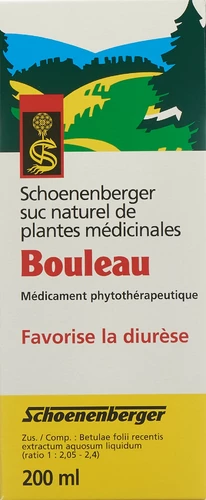 Schoenenberger
suc naturel de
plantes médicinales
Bouleau
Médicament phytothérapeutique
Favorise la diurèse
Schoenenberger
Zus. / Comp. : Betulae folii recentis
extractum aquosum liquidum
(ratio 1 : 2,05 - 2,4)
200 ml